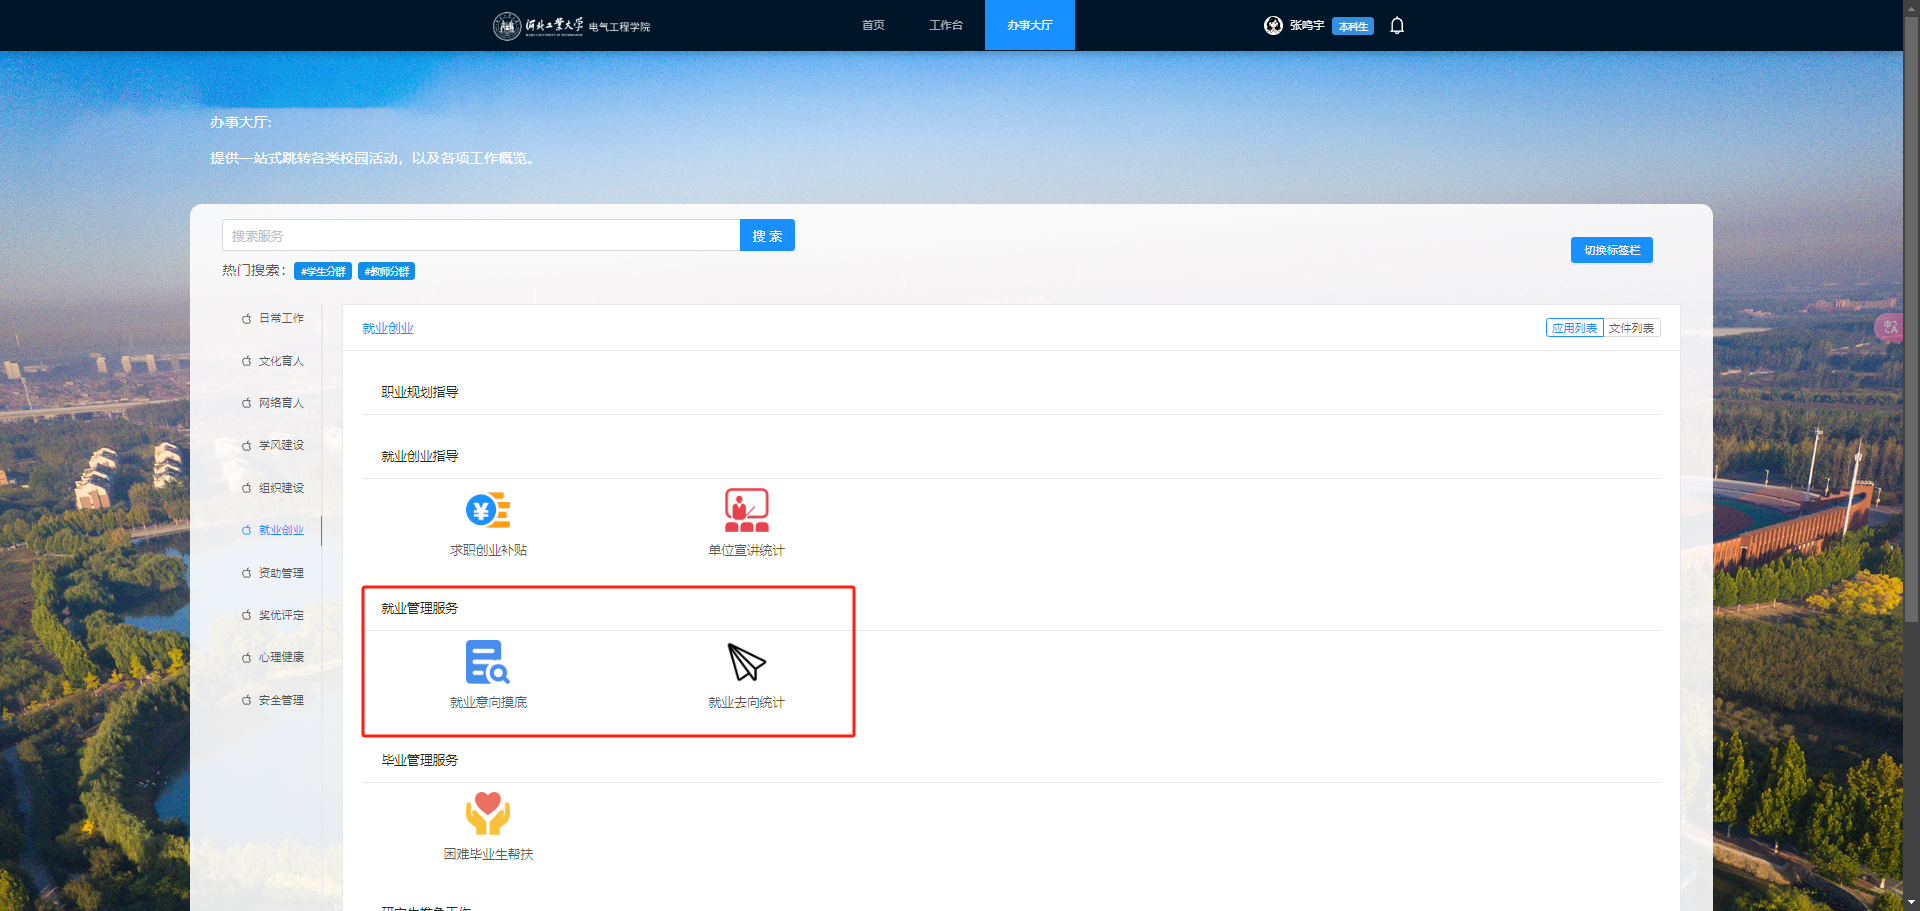 河北工业大学 电气工程学院
首页
工作台
办事大厅
张鸣宇
本科生
办事大厅:
提供一站式跳转各类校园活动，以及各项工作概览。
搜索服务
搜 索
切换标签栏
热门搜索： #学生分群 #教师分群
日常工作
文化育人
网络育人
学风建设
组织建设
就业创业
资助管理
奖优评定
心理健康
安全管理
就业创业
应用列表 文件列表
职业规划指导
就业创业指导
求职创业补贴
单位宣讲统计
就业管理服务
就业意向摸底
就业去向统计
毕业管理服务
困难毕业生帮扶